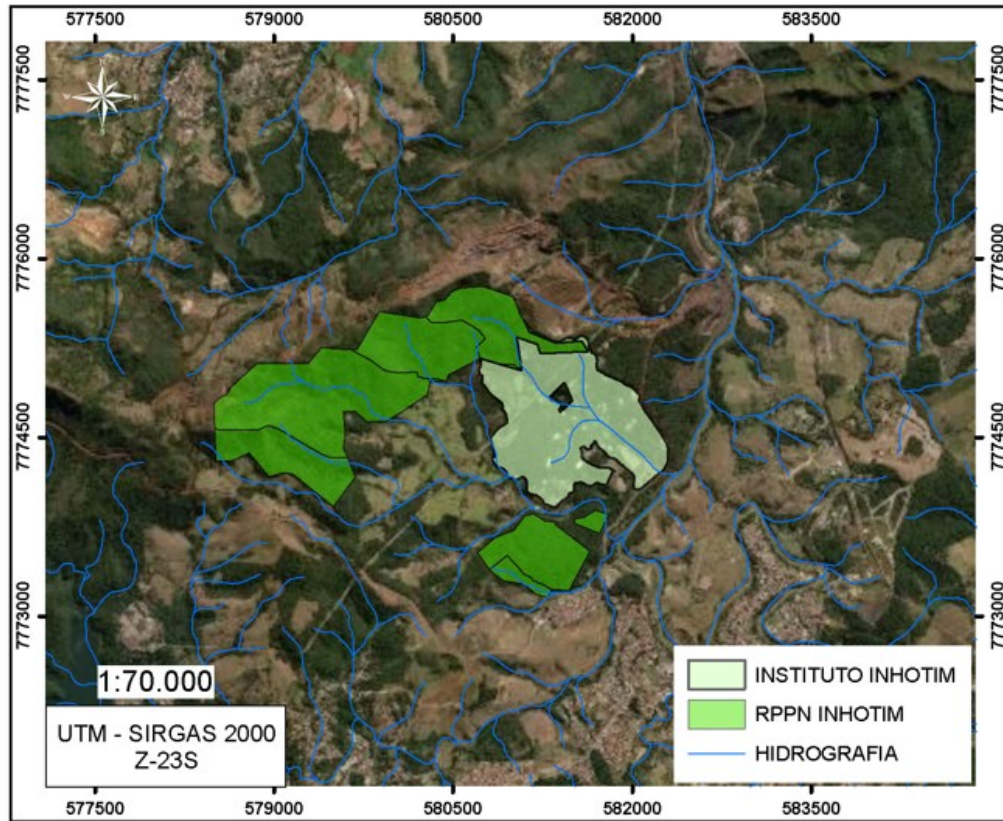 577500 579000 580500 582000 583500
7777500 7777500
7776000 7776000
7774500 7774500
7773000 7773000
1:70.000
UTM - SIRGAS 2000
Z-23S
INSTITUTO INHOTIM
RPPN INHOTIM
HIDROGRAFIA
577500 579000 580500 582000 583500